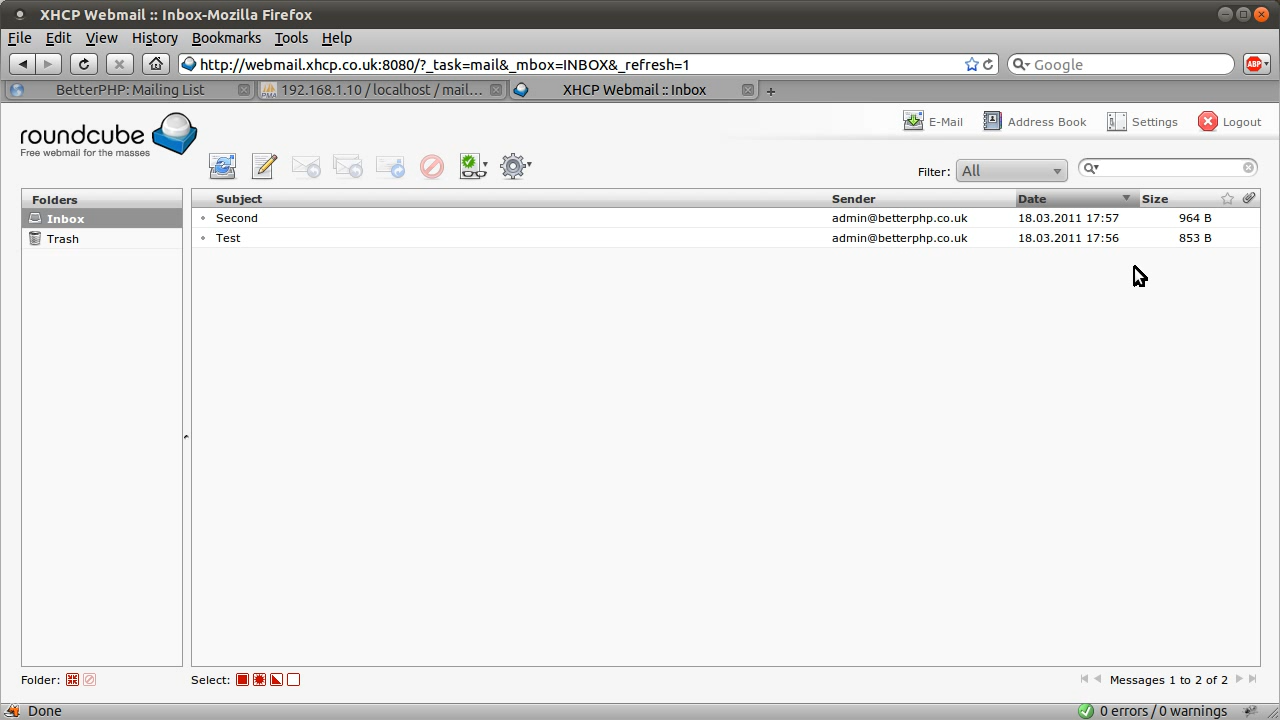 XHCP Webmail :: Inbox-Mozilla Firefox
File Edit View History Bookmarks Tools Help
http://webmail.xhcp.co.uk:8080/?_task=mail&_mbox=INBOX&_refresh=1
Google
ABP
BetterPHP: Mailing List
PMA
192.168.1.10 / localhost / mail...
XHCP Webmail :: Inbox
roundcube
Free webmail for the masses
E-Mail Address Book Settings Logout
Filter: All
Folders
Inbox
Trash
Subject Sender Date Size
Second admin@betterphp.co.uk 18.03.2011 17:57 964 B
Test admin@betterphp.co.uk 18.03.2011 17:56 853 B
Folder:
Select:
Messages 1 to 2 of 2
Done
0 errors / 0 warnings